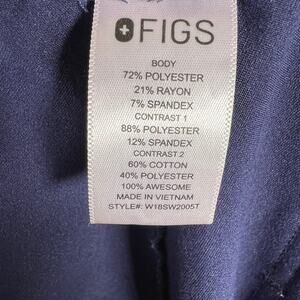 FIGS
BODY
72% POLYESTER
21% RAYON
7% SPANDEX
CONTRAST 1
88% POLYESTER
12% SPANDEX
CONTRAST 2
60% COTTON
40% POLYESTER
100% AWESOME
MADE IN VIETNAM
STYLE#: W18SW2005T